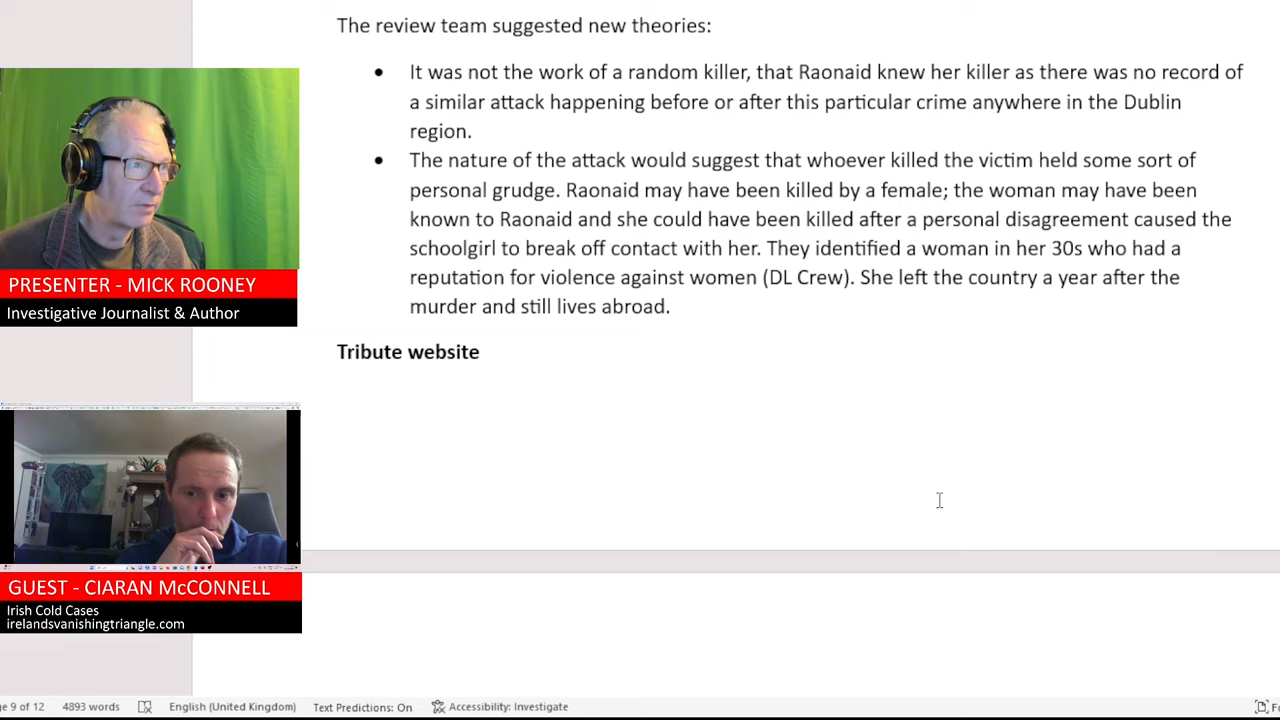 The review team suggested new theories:
• It was not the work of a random killer, that Raonaid knew her killer as there was no record of
a similar attack happening before or after this particular crime anywhere in the Dublin
region.
• The nature of the attack would suggest that whoever killed the victim held some sort of
personal grudge. Raonaid may have been killed by a female; the woman may have been
known to Raonaid and she could have been killed after a personal disagreement caused the
schoolgirl to break off contact with her. They identified a woman in her 30s who had a
reputation for violence against women (DL Crew). She left the country a year after the
murder and still lives abroad.
Tribute website
PRESENTER - MICK ROONEY
Investigative Journalist & Author
GUEST - CIARAN McCONNELL
Irish Cold Cases
irelandsvanishingtriangle.com
9 of 12 4893 words English (United Kingdom) Text Predictions: On Accessibility: Investigate